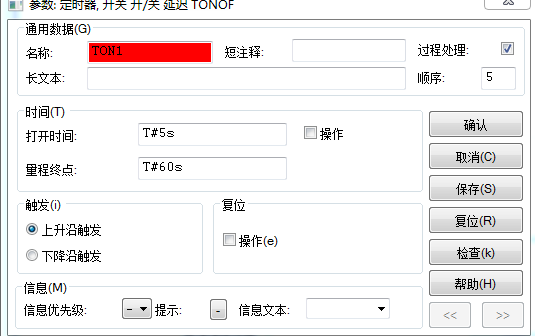 参数: 定时器, 开关 开/关 延迟 TONOF
通用数据(G)
名称: TON1 短注释: 过程处理:
长文本: 顺序: 5
时间(T)
打开时间: T#5s 操作
量程终点: T#60s
确认
取消(C)
保存(S)
触发(i)
上升沿触发
下降沿触发
复位
操作(e)
复位(R)
检查(k)
帮助(H)
信息(M)
信息优先级: - 提示: - 信息文本:
<< >>